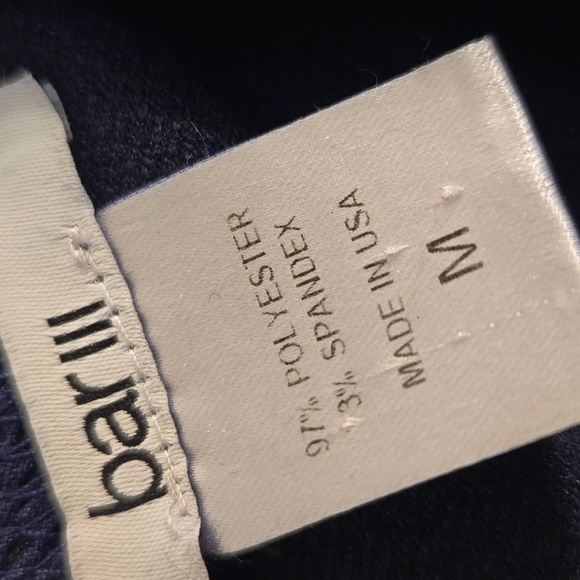 bar III
97% POLYESTER
3% SPANDEX
MADE IN USA
M